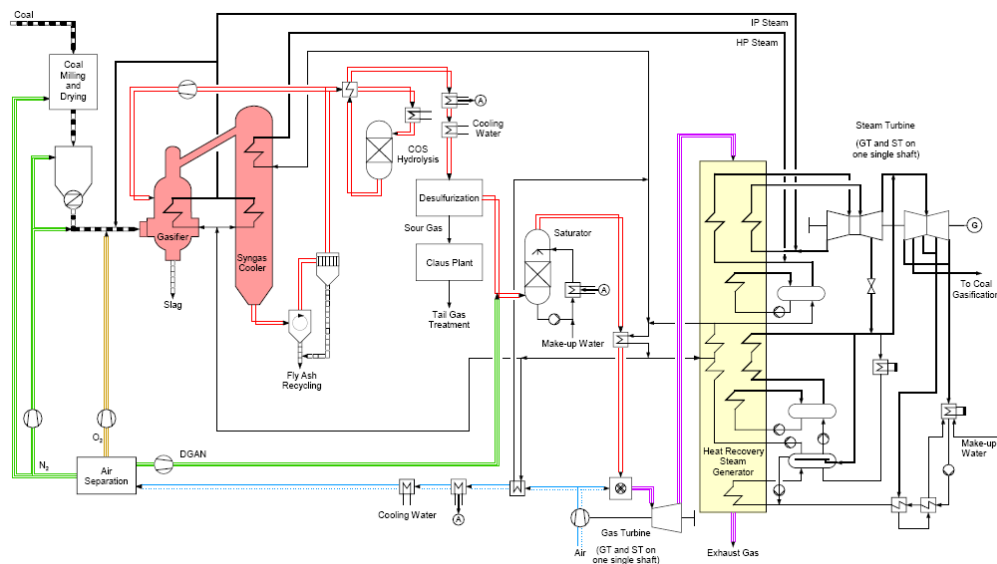 Coal
IP Steam
HP Steam
Coal
Milling
and
Drying
A
Cooling
Water
COS
Hydrolysis
Steam Turbine
(GT and ST on
one single shaft)
Desulfurization
Sour Gas
Claus Plant
Tail Gas
Treatment
Saturator
A
Make-up Water
Gasifier
Syngas
Cooler
Slag
Fly Ash
Recycling
G
To Coal
Gasification
Make-up
Water
O2
N2
DGAN
Air
Separation
Cooling Water
A
Air
Gas Turbine
(GT and ST on
one single shaft)
Heat Recovery
Steam
Generator
Exhaust Gas